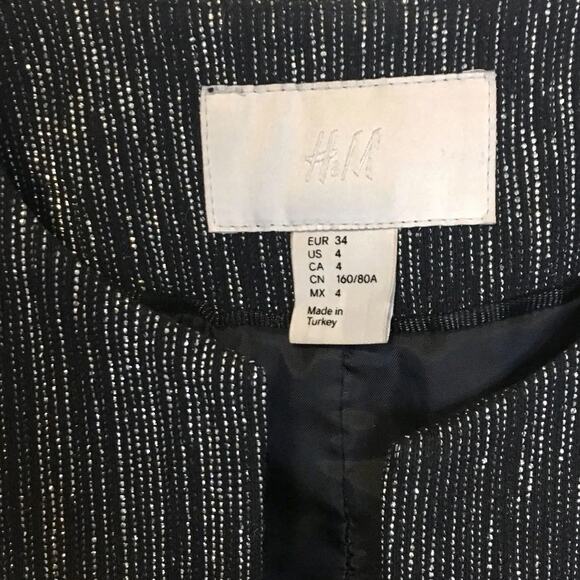 H&M
EUR 34
US 4
CA 4
CN 160/80A
MX 4
Made in
Turkey